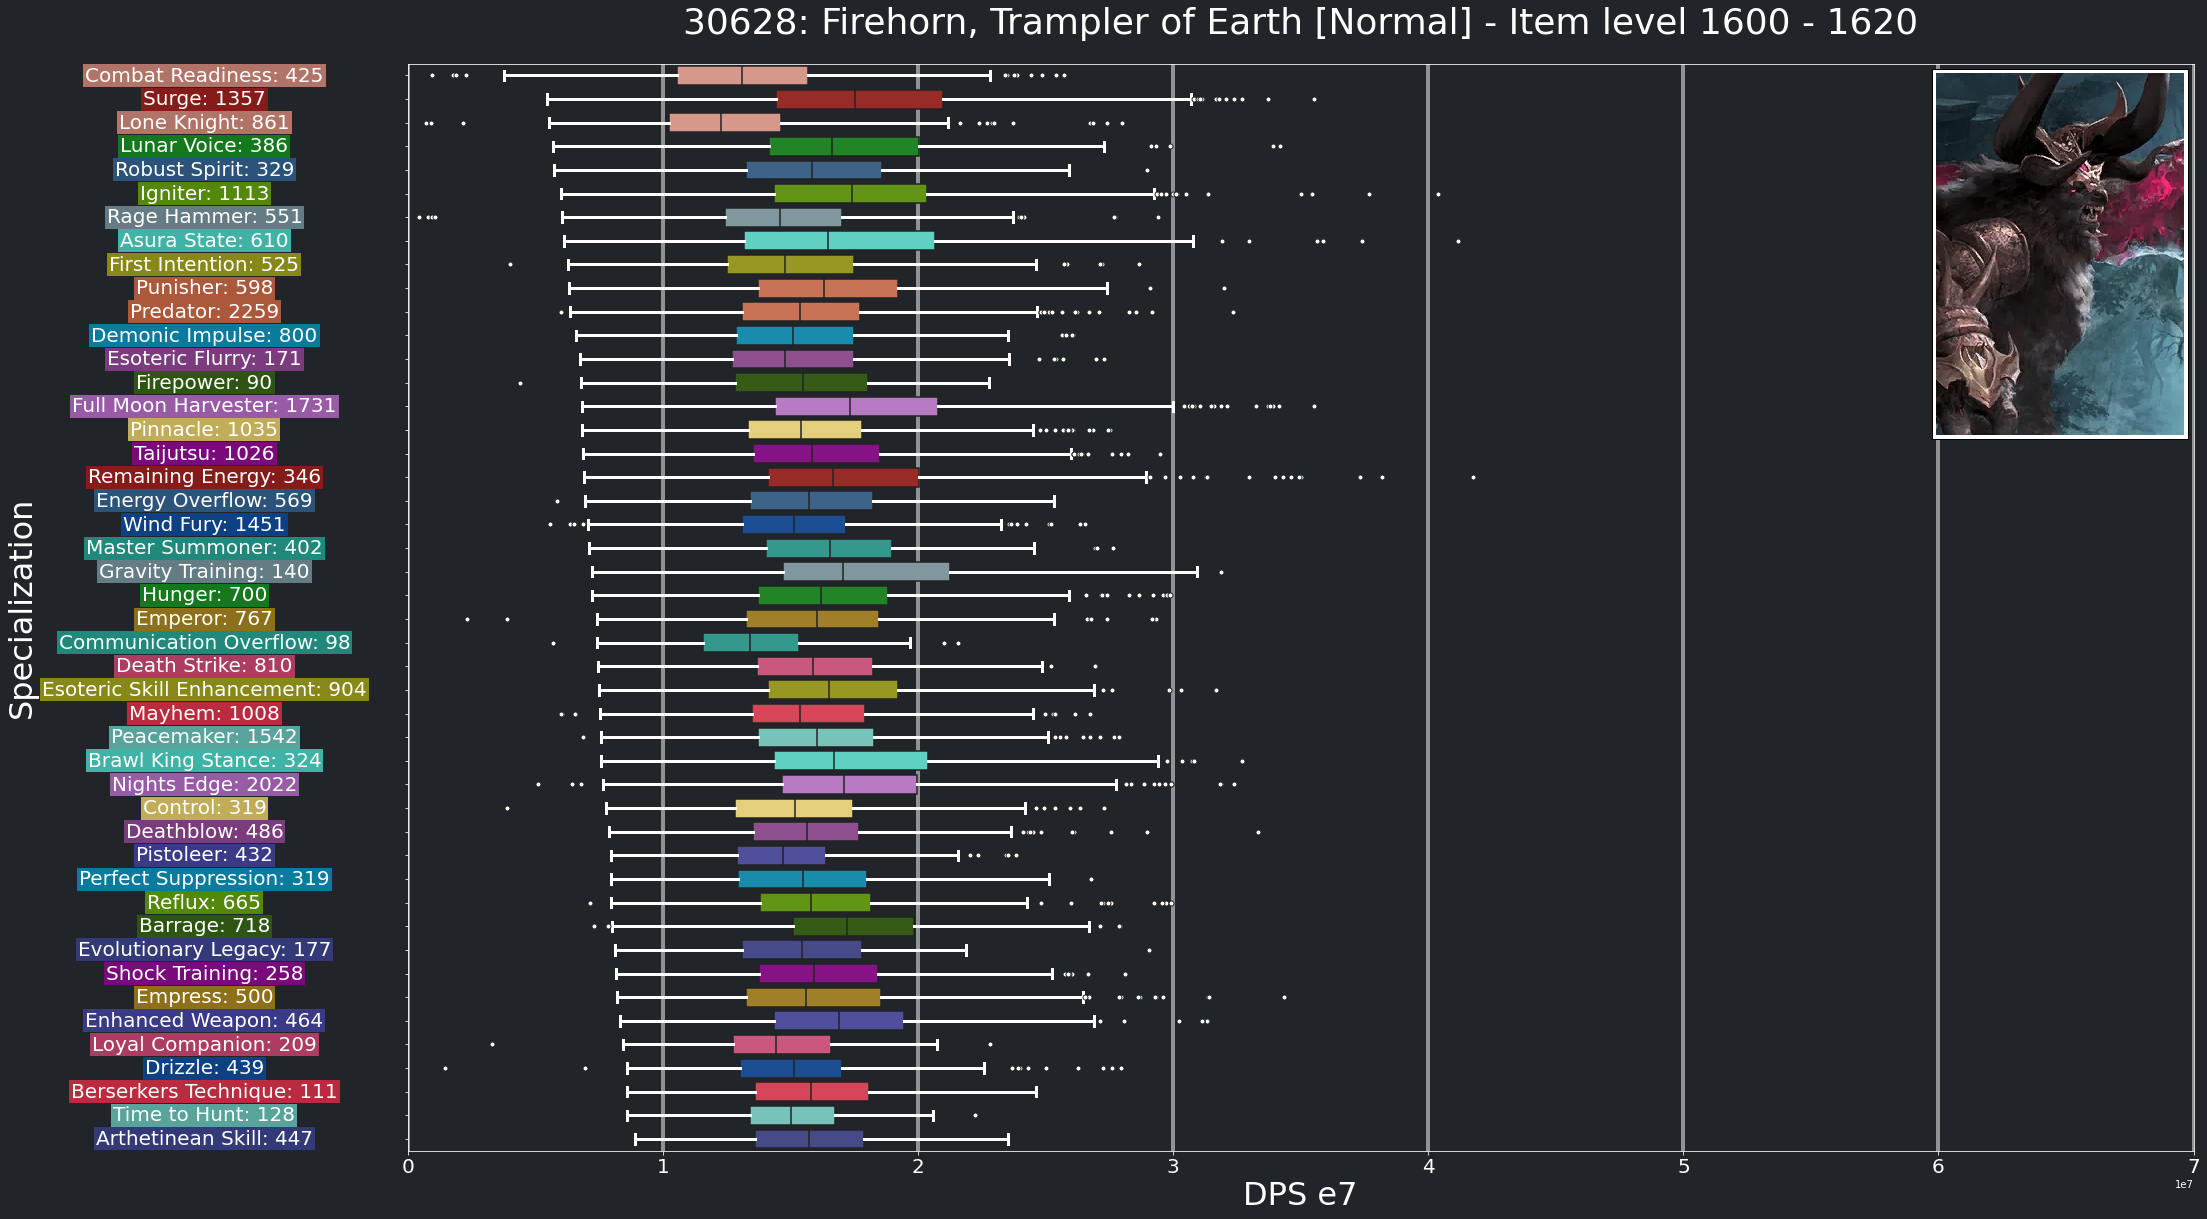 30628: Firehorn, Trampler of Earth [Normal] - Item level 1600 - 1620
Specialization
Combat Readiness: 425
Surge: 1357
Lone Knight: 861
Lunar Voice: 386
Robust Spirit: 329
Igniter: 1113
Rage Hammer: 551
Asura State: 610
First Intention: 525
Punisher: 598
Predator: 2259
Demonic Impulse: 800
Esoteric Flurry: 171
Firepower: 90
Full Moon Harvester: 1731
Pinnacle: 1035
Taijutsu: 1026
Remaining Energy: 346
Energy Overflow: 569
Wind Fury: 1451
Master Summoner: 402
Gravity Training: 140
Hunger: 700
Emperor: 767
Communication Overflow: 98
Death Strike: 810
Esoteric Skill Enhancement: 904
Mayhem: 1008
Peacemaker: 1542
Brawl King Stance: 324
Nights Edge: 2022
Control: 319
Deathblow: 486
Pistoleer: 432
Perfect Suppression: 319
Reflux: 665
Barrage: 718
Evolutionary Legacy: 177
Shock Training: 258
Empress: 500
Enhanced Weapon: 464
Loyal Companion: 209
Drizzle: 439
Berserkers Technique: 111
Time to Hunt: 128
Arthetinean Skill: 447
0 1 2 3 4 5 6 7
1e7
DPS e7